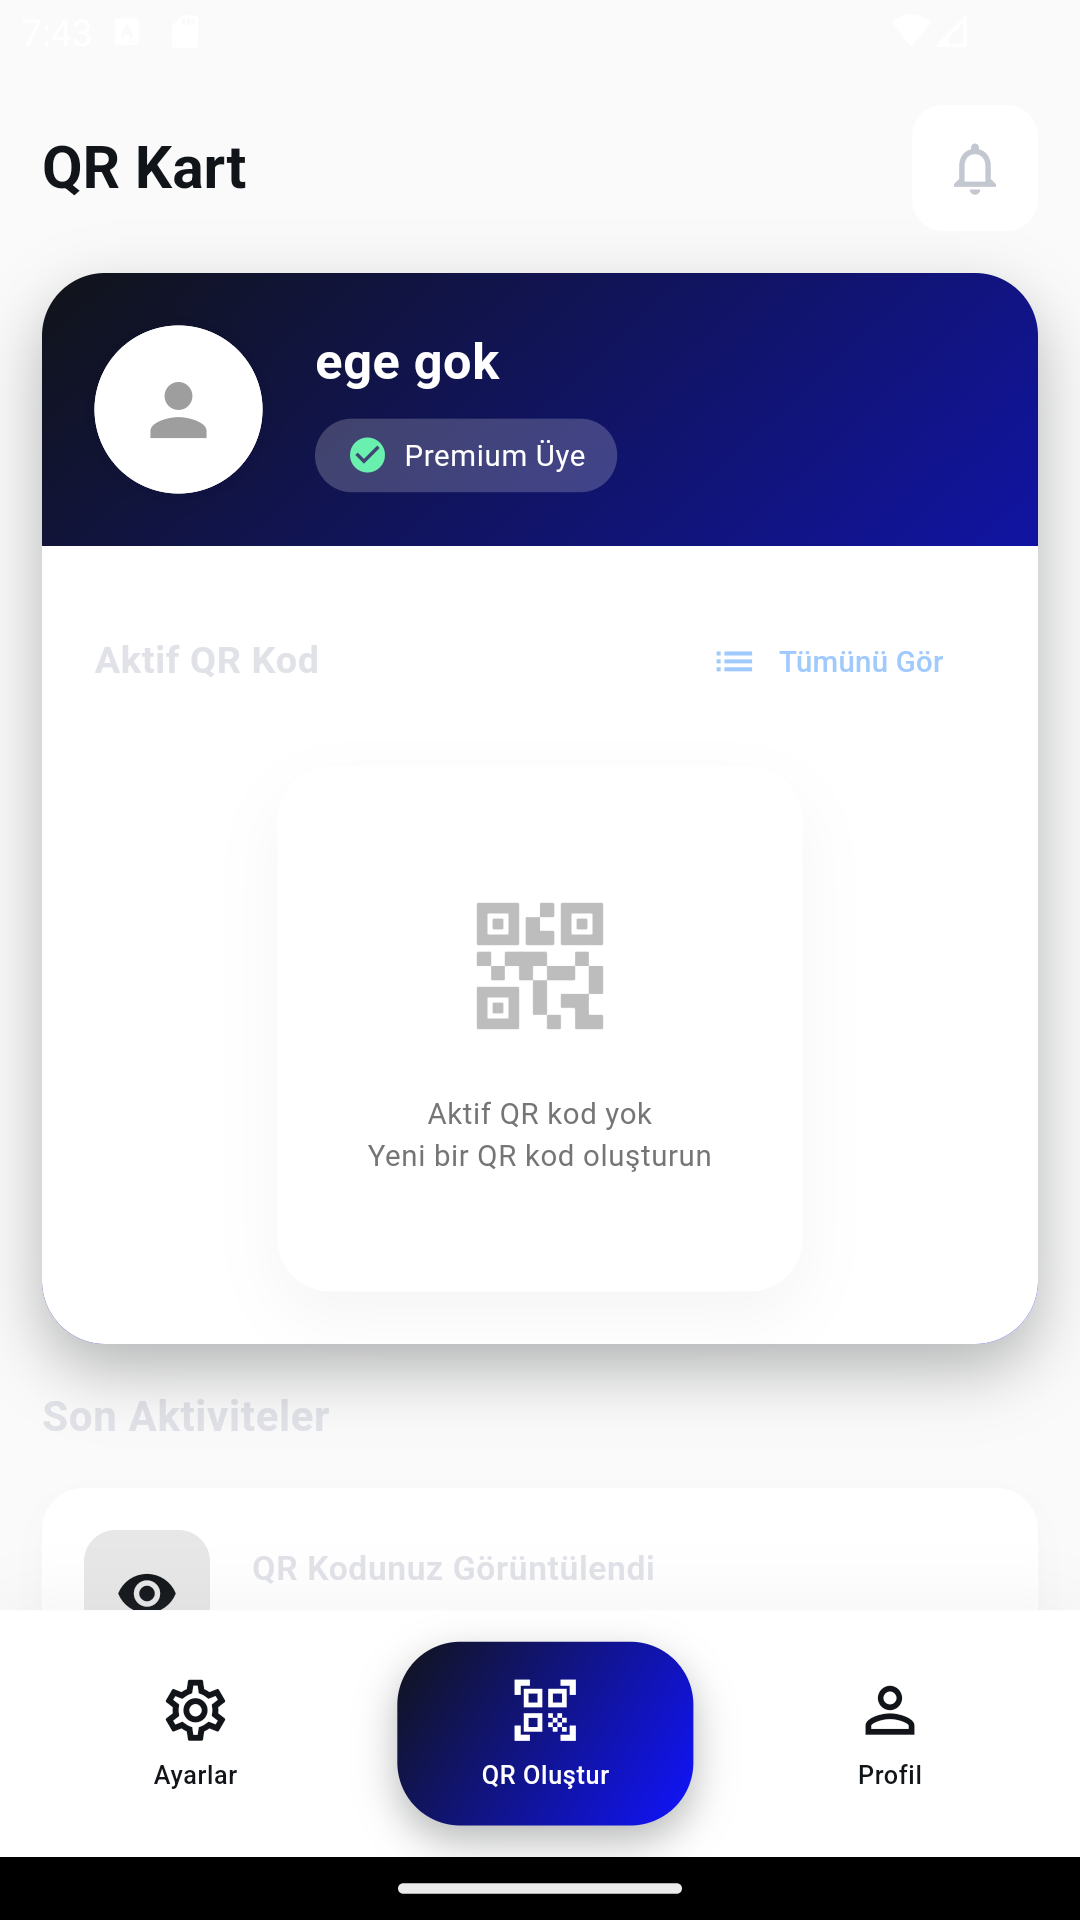 7:43
QR Kart
ege gok
Premium Üye
Aktif QR Kod
Tümünü Gör
Aktif QR kod yok
Yeni bir QR kod oluşturun
Son Aktiviteler
QR Kodunuz Görüntülendi
Ayarlar
QR Oluştur
Profil